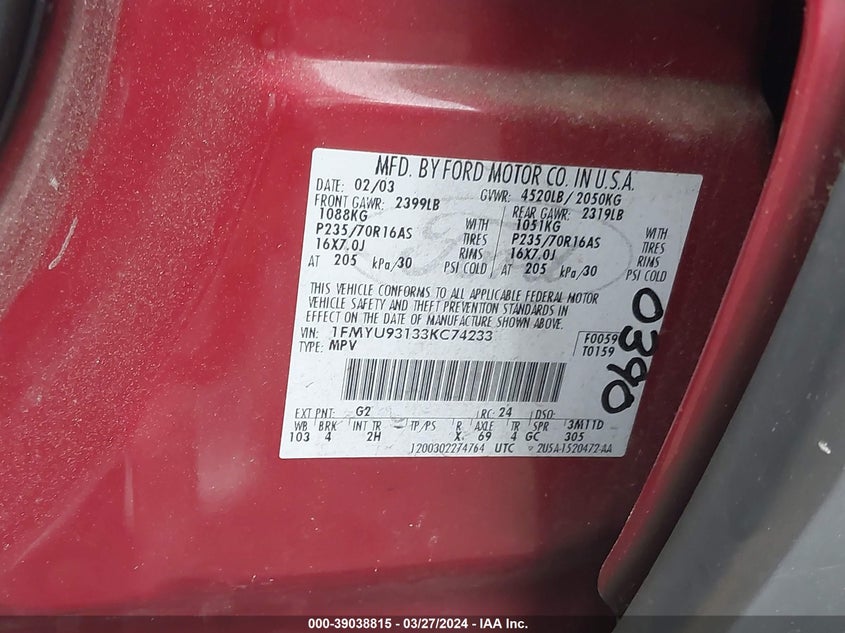 MFD. BY FORD MOTOR CO. IN U.S.A.
DATE: 02/03 GVWR: 4520LB/2050KG
FRONT GAWR: 2399LB REAR GAWR: 2319LB
1088KG WITH 1051KG WITH
P235/70R16AS TIRES P235/70R16AS TIRES
16X7.0J RIMS 16X7.0J RIMS
AT 205 kPa/30 PSI COLD AT 205 kPa/30 PSI COLD
Ford
THIS VEHICLE CONFORMS TO ALL APPLICABLE FEDERAL MOTOR
VEHICLE SAFETY AND THEFT PREVENTION STANDARDS IN
EFFECT ON THE DATE OF MANUFACTURE SHOWN ABOVE.
VIN: 1FMYU93133KC74233 F0059
TYPE: MPV T0159
0390
EXT PNT: G2 RC: 24 DSO:
WB BRK INT TR TP/PS R AXLE TR SPR 3M11D
103 4 2H X 69 4 GC 305
1200302274764 UTC 2U5A-1520472-AA
000-39038815 - 03/27/2024 - IAA Inc.